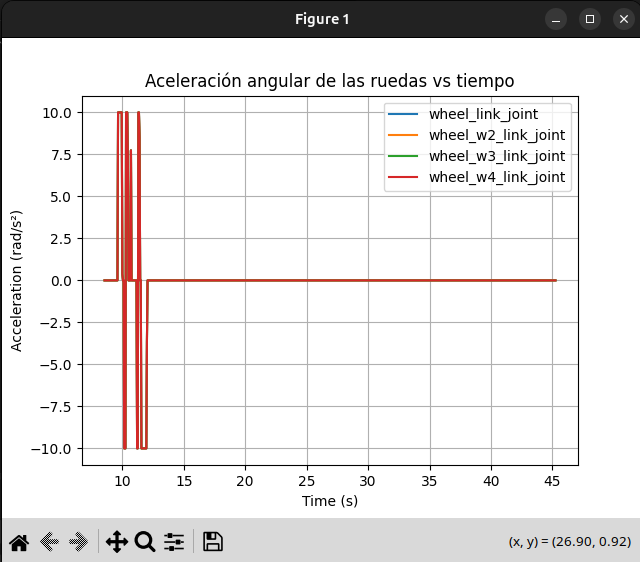 Figure 1
Aceleración angular de las ruedas vs tiempo
wheel_link_joint
wheel_w2_link_joint
wheel_w3_link_joint
wheel_w4_link_joint
Acceleration (rad/s²)
10.0
7.5
5.0
2.5
0.0
−2.5
−5.0
−7.5
−10.0
10 15 20 25 30 35 40 45
Time (s)
(x, y) = (26.90, 0.92)